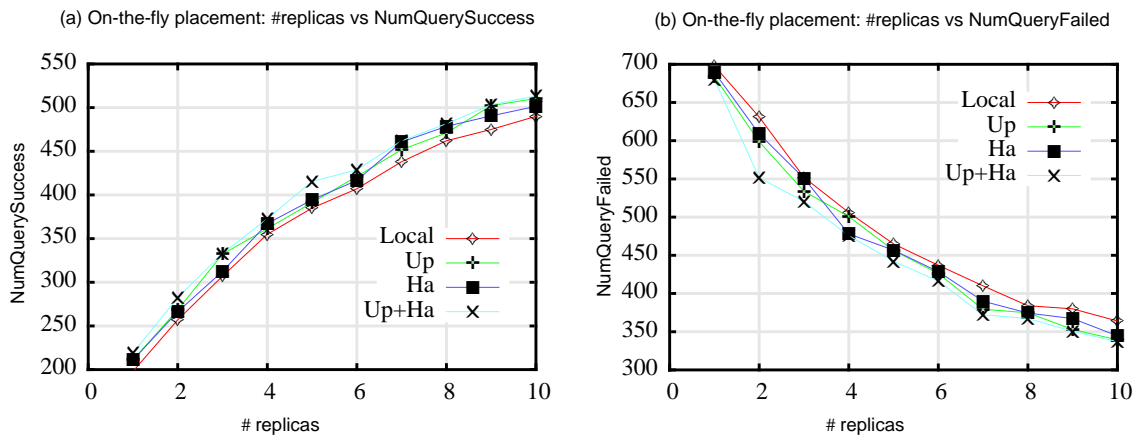 (a) On-the-fly placement: #replicas vs NumQuerySuccess
NumQuerySuccess
550
500
450
400
350
300
250
200
0 2 4 6 8 10
# replicas
Local
Up
Ha
Up+Ha
(b) On-the-fly placement: #replicas vs NumQueryFailed
NumQueryFailed
700
650
600
550
500
450
400
350
300
0 2 4 6 8 10
# replicas
Local
Up
Ha
Up+Ha